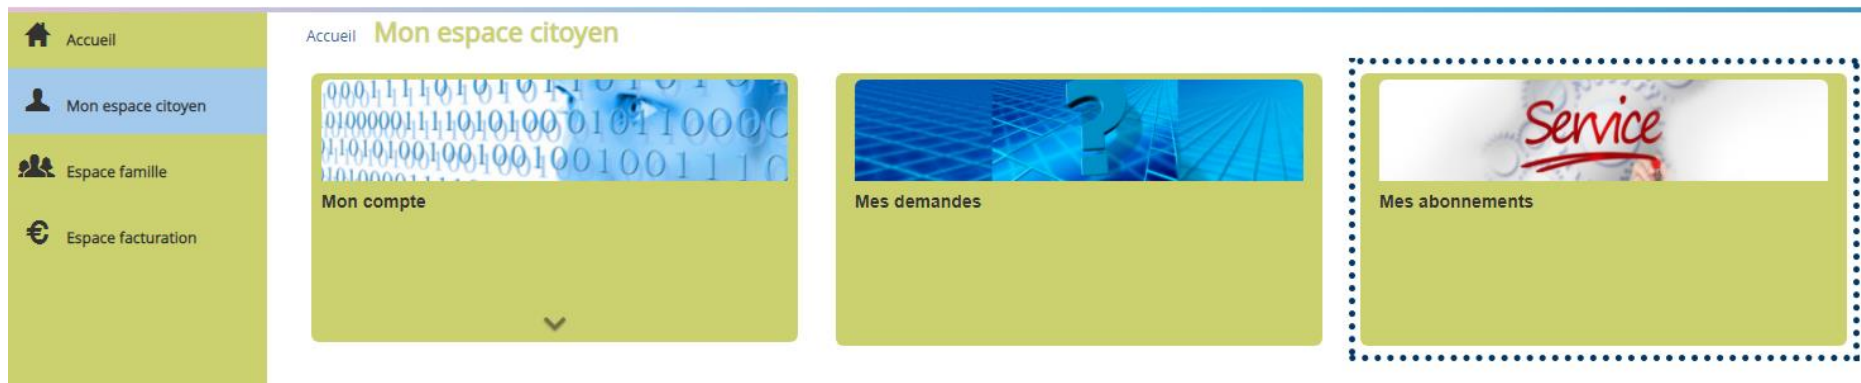 Accueil
Mon espace citoyen
Espace famille
Espace facturation
Accueil Mon espace citoyen
Mon compte
Mes demandes
?
Service
Mes abonnements